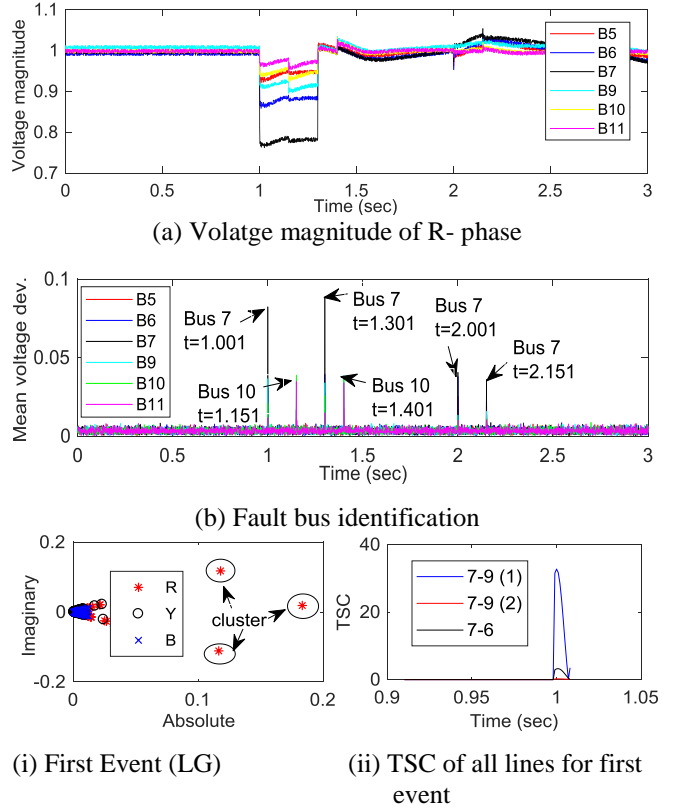 Voltage magnitude
1.1
1
0.9
0.8
0.7
0
0.5
1
1.5
2
2.5
3
Time (sec)
B5
B6
B7
B9
B10
B11
(a) Volatge magnitude of R- phase
Mean voltage dev.
0.1
0.05
0
B5
B6
B7
B9
B10
B11
Bus 7
t=1.001
Bus 10
t=1.151
Bus 7
t=1.301
Bus 10
t=1.401
Bus 7
t=2.001
Bus 7
t=2.151
0
0.5
1
1.5
2
2.5
3
Time (sec)
(b) Fault bus identification
Imaginary
0.2
0
-0.2
R
Y
B
cluster
0
0.1
0.2
Absolute
(i) First Event (LG)
TSC
40
20
0
7-9 (1)
7-9 (2)
7-6
0.95
1
1.05
Time (sec)
(ii) TSC of all lines for first
event